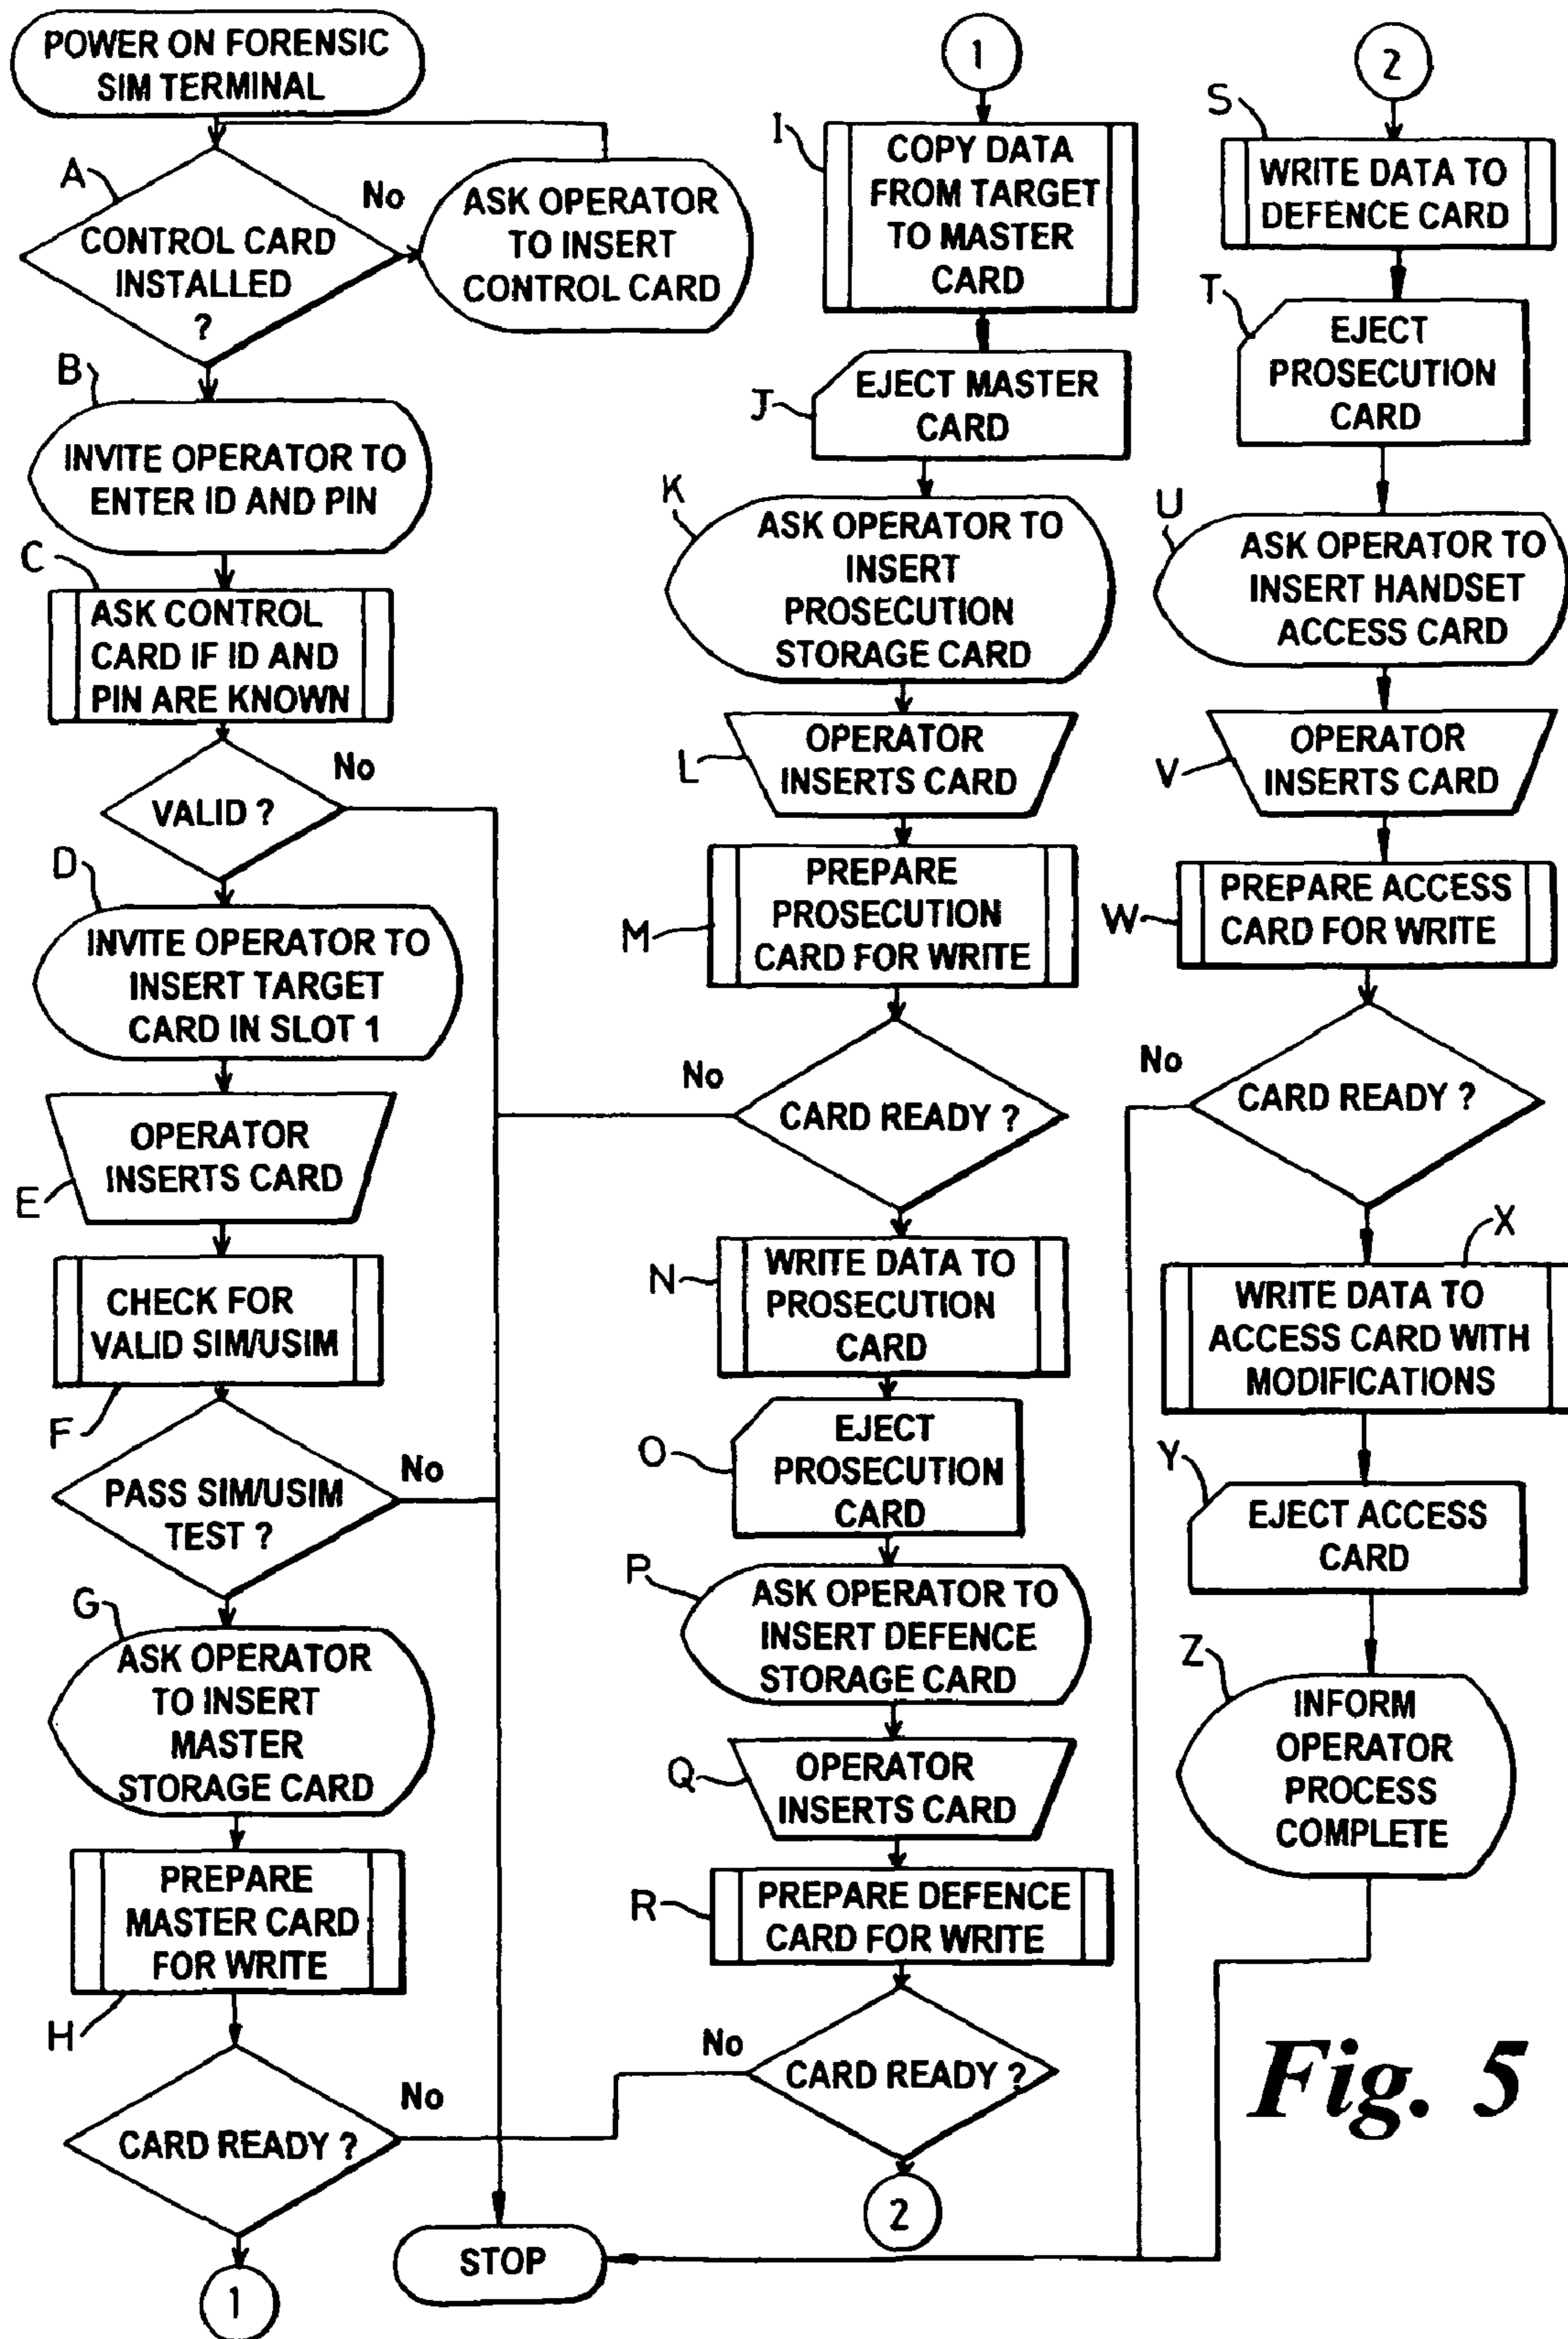 POWER ON FORENSIC
SIM TERMINAL
A
No
CONTROL CARD
INSTALLED
?
ASK OPERATOR
TO INSERT
CONTROL CARD
B
INVITE OPERATOR TO
ENTER ID AND PIN
C
ASK CONTROL
CARD IF ID AND
PIN ARE KNOWN
No
VALID ?
D
INVITE OPERATOR TO
INSERT TARGET
CARD IN SLOT 1
OPERATOR
INSERTS CARD
E
CHECK FOR
VALID SIM/USIM
F
No
PASS SIM/USIM
TEST ?
G
ASK OPERATOR
TO INSERT
MASTER
STORAGE CARD
PREPARE
MASTER CARD
FOR WRITE
H
No
CARD READY ?
1
STOP
1
I
COPY DATA
FROM TARGET
TO MASTER
CARD
J
EJECT MASTER
CARD
K
ASK OPERATOR TO
INSERT
PROSECUTION
STORAGE CARD
L
OPERATOR
INSERTS CARD
M
PREPARE
PROSECUTION
CARD FOR WRITE
No
CARD READY ?
N
WRITE DATA TO
PROSECUTION
CARD
O
EJECT
PROSECUTION
CARD
P
ASK OPERATOR TO
INSERT DEFENCE
STORAGE CARD
Q
OPERATOR
INSERTS CARD
R
PREPARE DEFENCE
CARD FOR WRITE
No
CARD READY ?
2
2
S
WRITE DATA TO
DEFENCE CARD
T
EJECT
PROSECUTION
CARD
U
ASK OPERATOR TO
INSERT HANDSET
ACCESS CARD
V
OPERATOR
INSERTS CARD
W
PREPARE ACCESS
CARD FOR WRITE
No
CARD READY ?
X
WRITE DATA TO
ACCESS CARD WITH
MODIFICATIONS
Y
EJECT ACCESS
CARD
Z
INFORM
OPERATOR
PROCESS
COMPLETE
Fig. 5